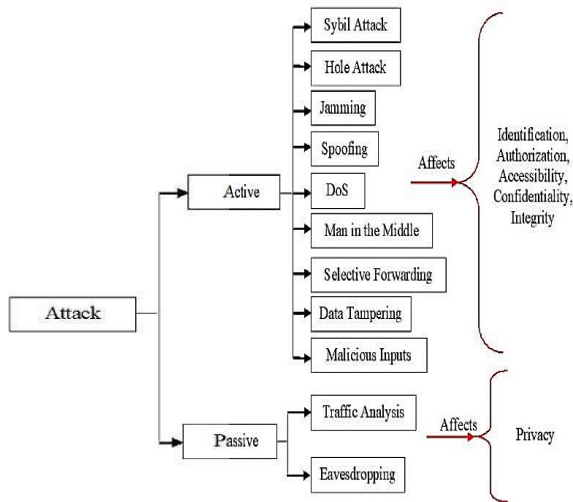 Sybil Attack
Hole Attack
Jamming
Spoofing
DoS
Man in the Middle
Selective Forwarding
Data Tampering
Malicious Inputs
Active
Affects
Identification,
Authorization,
Accessibility,
Confidentiality,
Integrity
Attack
Passive
Traffic Analysis
Eavesdropping
Affects
Privacy